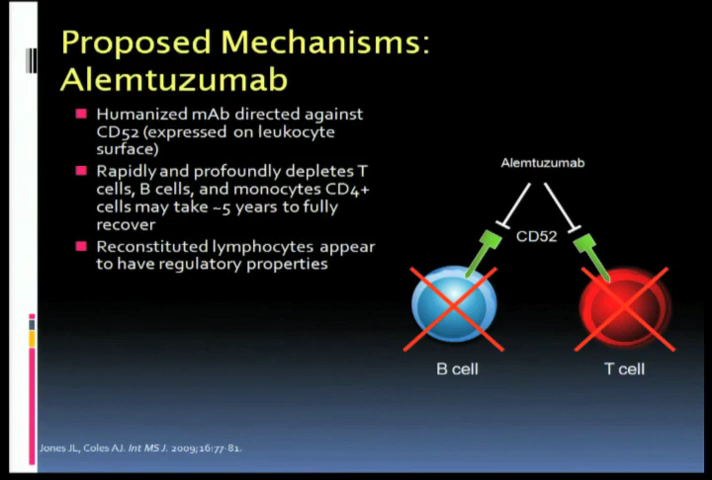 Proposed Mechanisms:
Alemtuzumab
Humanized mAb directed against
CD52 (expressed on leukocyte
surface)
Rapidly and profoundly depletes T
cells, B cells, and monocytes CD4+
cells may take ~5 years to fully
recover
Reconstituted lymphocytes appear
to have regulatory properties
Alemtuzumab
CD52
B cell
T cell
Jones JL, Coles AJ. Int MS J. 2009;16:77-81.